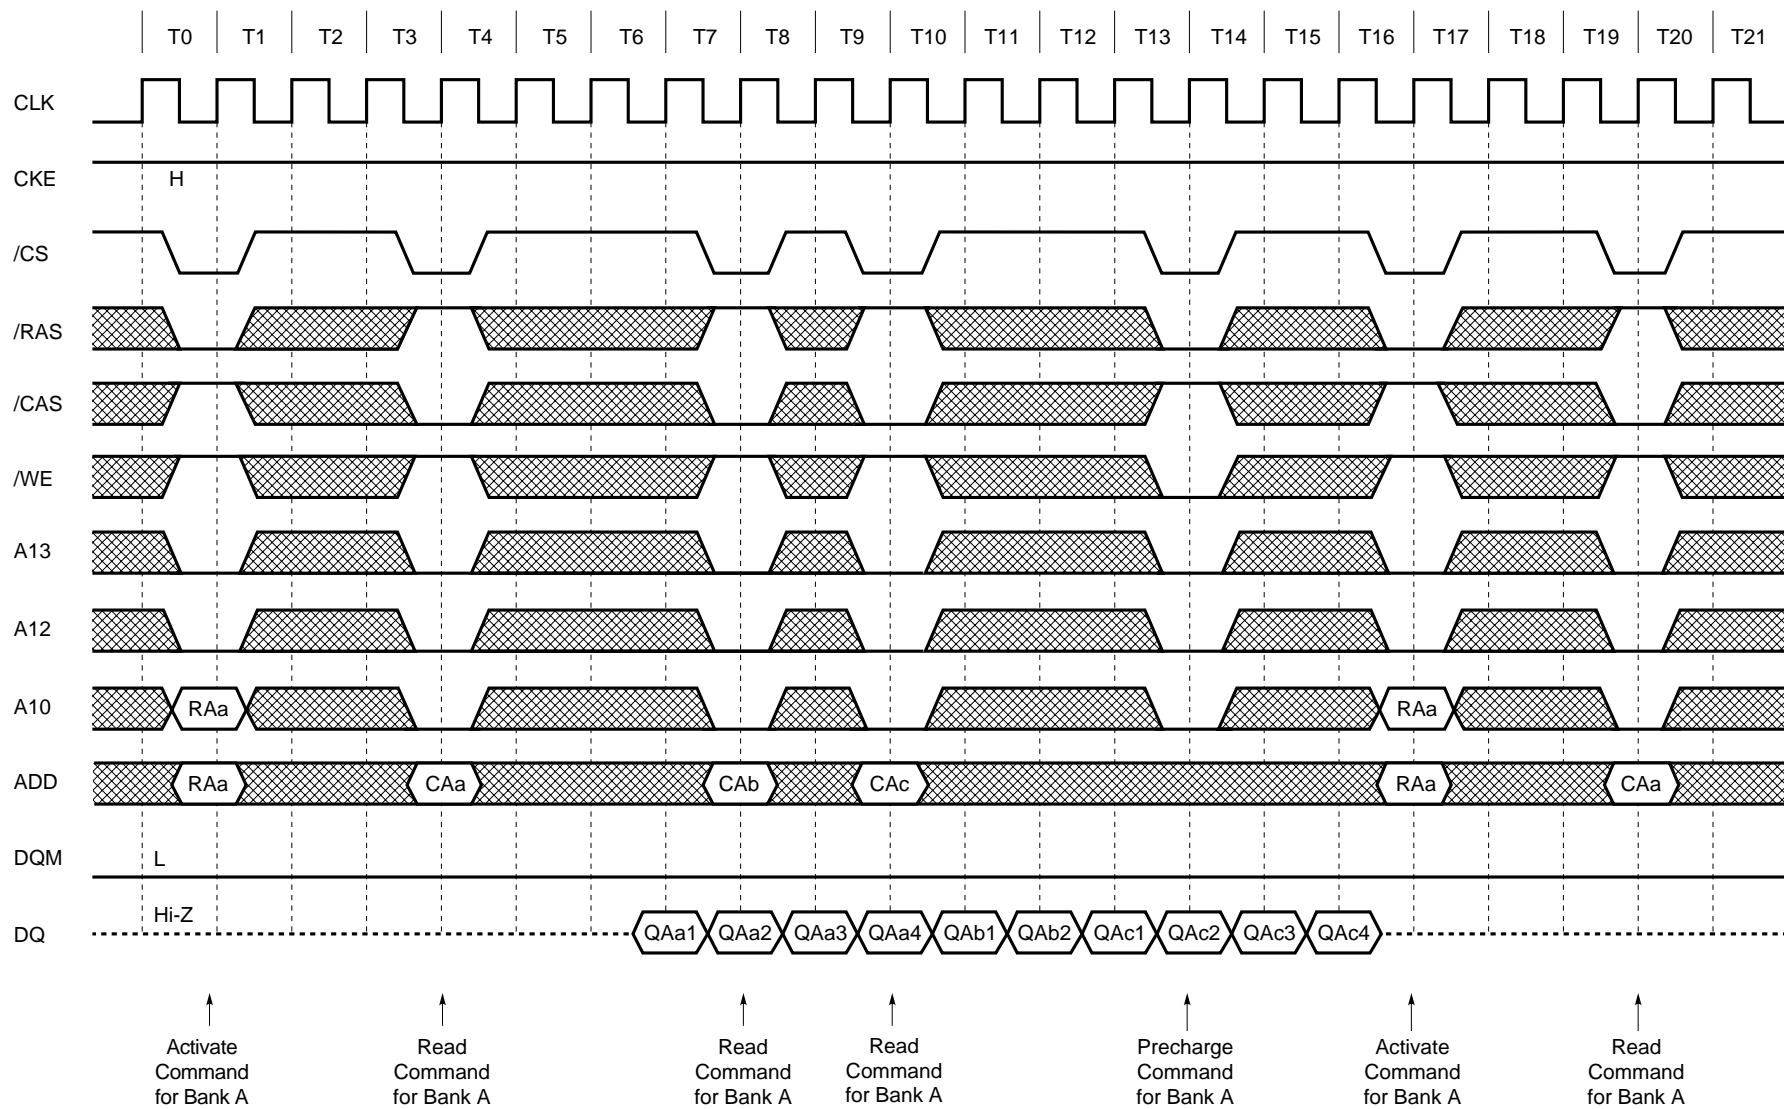 T0 T1 T2 T3 T4 T5 T6 T7 T8 T9 T10 T11 T12 T13 T14 T15 T16 T17 T18 T19 T20 T21
CLK
CKE H
/CS
/RAS
/CAS
/WE
A13
A12
A10 RAa RAa
ADD RAa CAa CAb CAc RAa CAa
DQM L
Hi-Z
DQ QAa1 QAa2 QAa3 QAa4 QAb1 QAb2 QAc1 QAc2 QAc3 QAc4
Activate
Command
for Bank A
Read
Command
for Bank A
Read
Command
for Bank A
Read
Command
for Bank A
Precharge
Command
for Bank A
Activate
Command
for Bank A
Read
Command
for Bank A